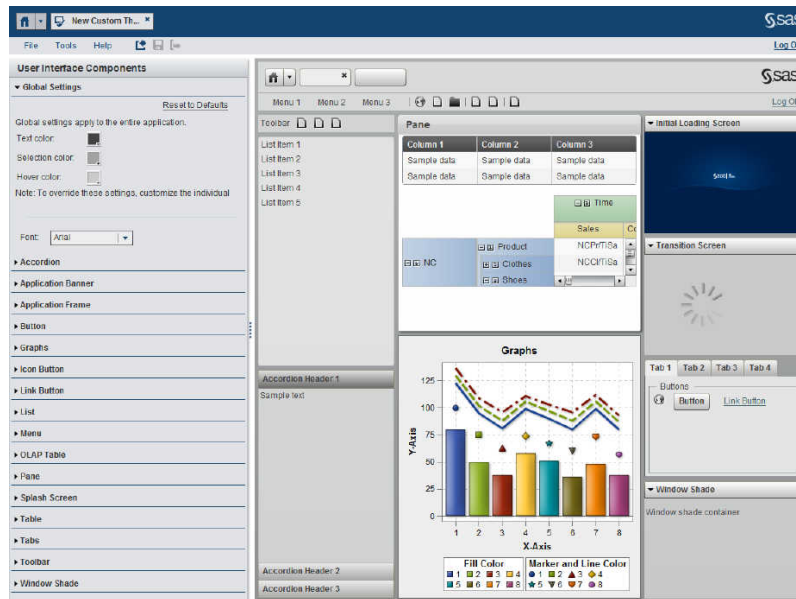 New Custom Th...
File Tools Help
Log O
User Interface Components
Global Settings
Reset to Defaults
Global settings apply to the entire application.
Text color:
Selection color:
Hover color:
Note: To override these settings, customize the individual
Font: Arial
Accordion
Application Banner
Application Frame
Button
Graphs
Icon Button
Link Button
List
Menu
OLAP Table
Pane
Splash Screen
Table
Tabs
Toolbar
Window Shade
sas
Menu 1 Menu 2 Menu 3
Log O
Toolbar
List Item 1
List Item 2
List Item 3
List Item 4
List Item 5
Accordion Header 1
Sample text
Accordion Header 2
Accordion Header 3
Pane
Column 1 Column 2 Column 3
Sample data Sample data Sample data
Sample data Sample data Sample data
Time
Sales
NC Product NCPr/TiSa
Clothes NCCl/TiSa
Shoes
Graphs
Y-Axis
125
100
75
50
25
0
1 2 3 4 5 6 7 8
X-Axis
Fill Color Marker and Line Color
1 2 3 4 1 2 3 4
5 6 7 8 5 6 7 8
Initial Loading Screen
Transition Screen
Tab 1 Tab 2 Tab 3 Tab 4
Buttons
Button Link Button
Window Shade
Window shade container
sas